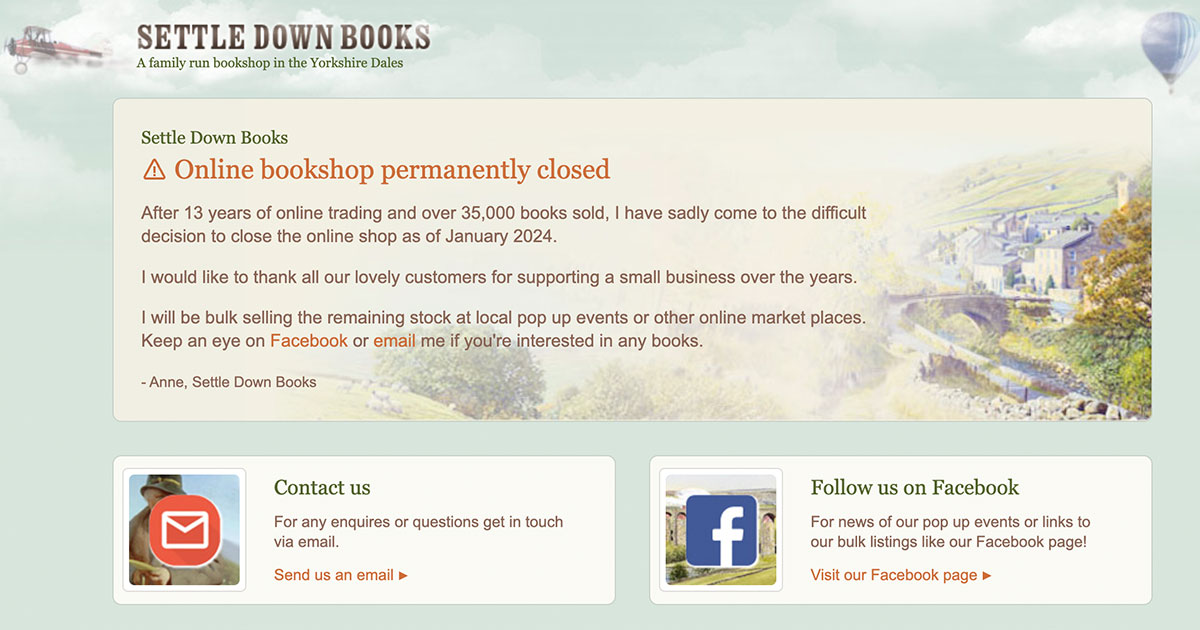 SETTLE DOWN BOOKS
A family run bookshop in the Yorkshire Dales
Settle Down Books
Online bookshop permanently closed
After 13 years of online trading and over 35,000 books sold, I have sadly come to the difficult
decision to close the online shop as of January 2024.
I would like to thank all our lovely customers for supporting a small business over the years.
I will be bulk selling the remaining stock at local pop up events or other online market places.
Keep an eye on Facebook or email me if you're interested in any books.
- Anne, Settle Down Books
Contact us
For any enquires or questions get in touch
via email.
Send us an email ▸
Follow us on Facebook
For news of our pop up events or links to
our bulk listings like our Facebook page!
Visit our Facebook page ▸